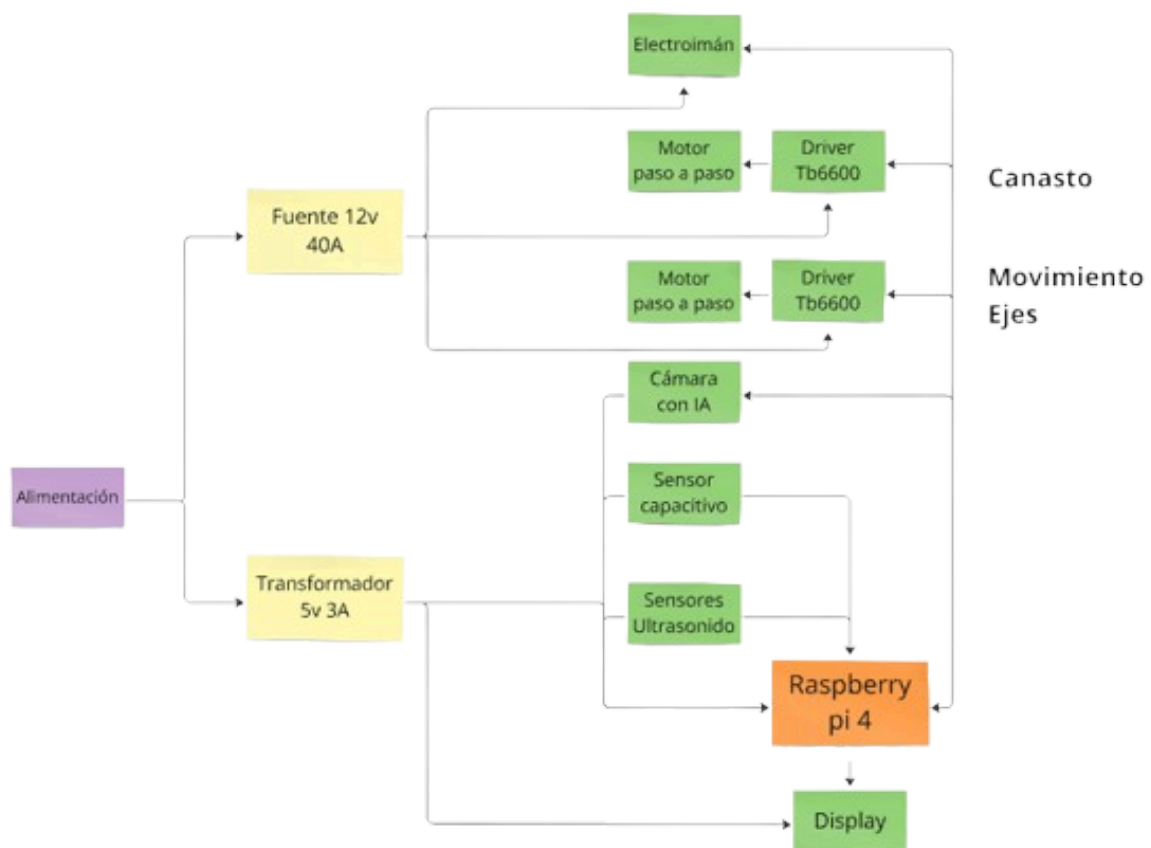 Electroimán
Motor
paso a paso
Driver
Tb6600
Canasto
Fuente 12v
40A
Motor
paso a paso
Driver
Tb6600
Movimiento
Ejes
Cámara
con IA
Alimentación
Sensor
capacitivo
Transformador
5v 3A
Sensores
Ultrasonido
Raspberry
pi 4
Display